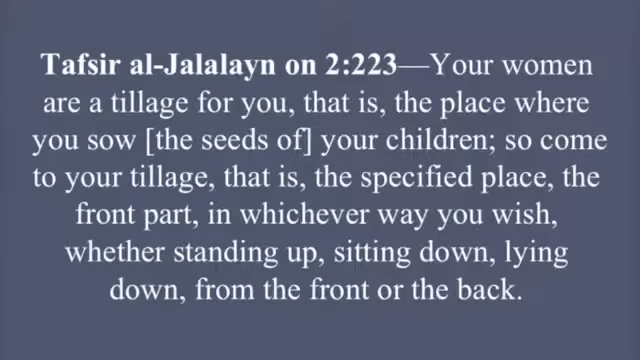 Tafsir al-Jalalayn on 2:223—Your women
are a tillage for you, that is, the place where
you sow [the seeds of] your children; so come
to your tillage, that is, the specified place, the
front part, in whichever way you wish,
whether standing up, sitting down, lying
down, from the front or the back.